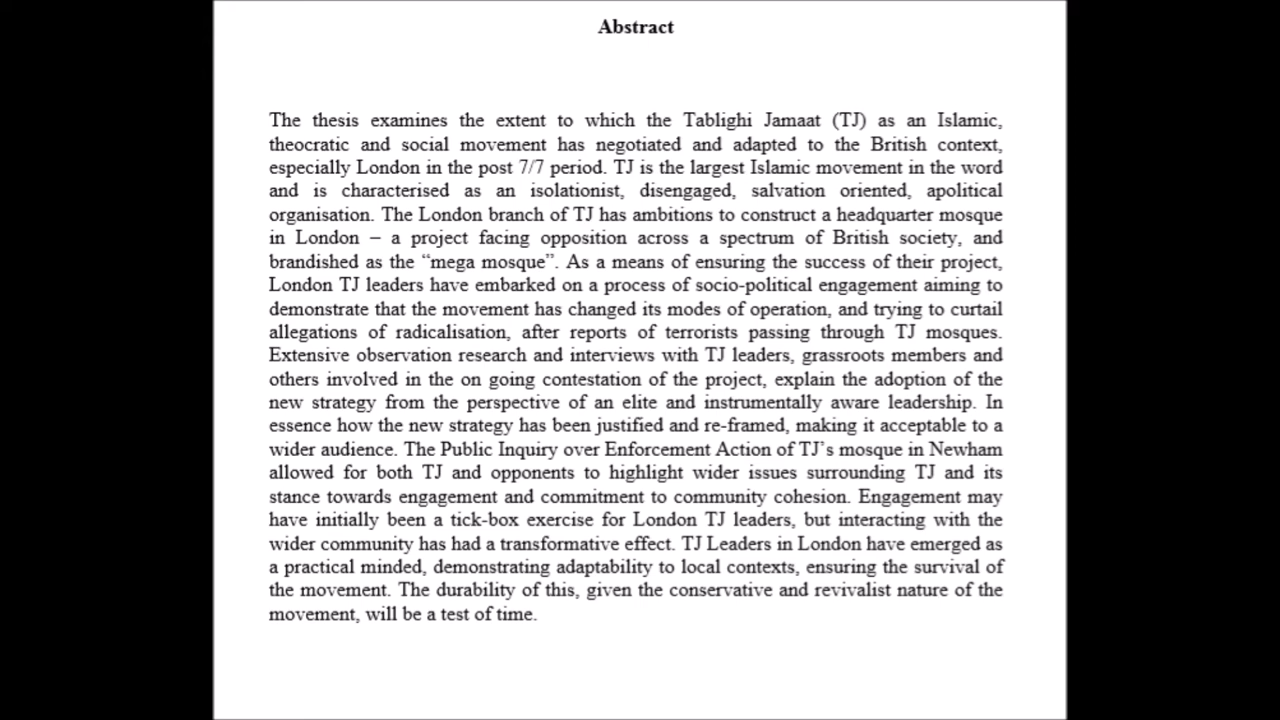 Abstract
The thesis examines the extent to which the Tablighi Jamaat (TJ) as an Islamic,
theocratic and social movement has negotiated and adapted to the British context,
especially London in the post 7/7 period. TJ is the largest Islamic movement in the word
and is characterised as an isolationist, disengaged, salvation oriented, apolitical
organisation. The London branch of TJ has ambitions to construct a headquarter mosque
in London – a project facing opposition across a spectrum of British society, and
brandished as the “mega mosque”. As a means of ensuring the success of their project,
London TJ leaders have embarked on a process of socio-political engagement aiming to
demonstrate that the movement has changed its modes of operation, and trying to curtail
allegations of radicalisation, after reports of terrorists passing through TJ mosques.
Extensive observation research and interviews with TJ leaders, grassroots members and
others involved in the on going contestation of the project, explain the adoption of the
new strategy from the perspective of an elite and instrumentally aware leadership. In
essence how the new strategy has been justified and re-framed, making it acceptable to a
wider audience. The Public Inquiry over Enforcement Action of TJ’s mosque in Newham
allowed for both TJ and opponents to highlight wider issues surrounding TJ and its
stance towards engagement and commitment to community cohesion. Engagement may
have initially been a tick-box exercise for London TJ leaders, but interacting with the
wider community has had a transformative effect. TJ Leaders in London have emerged as
a practical minded, demonstrating adaptability to local contexts, ensuring the survival of
the movement. The durability of this, given the conservative and revivalist nature of the
movement, will be a test of time.